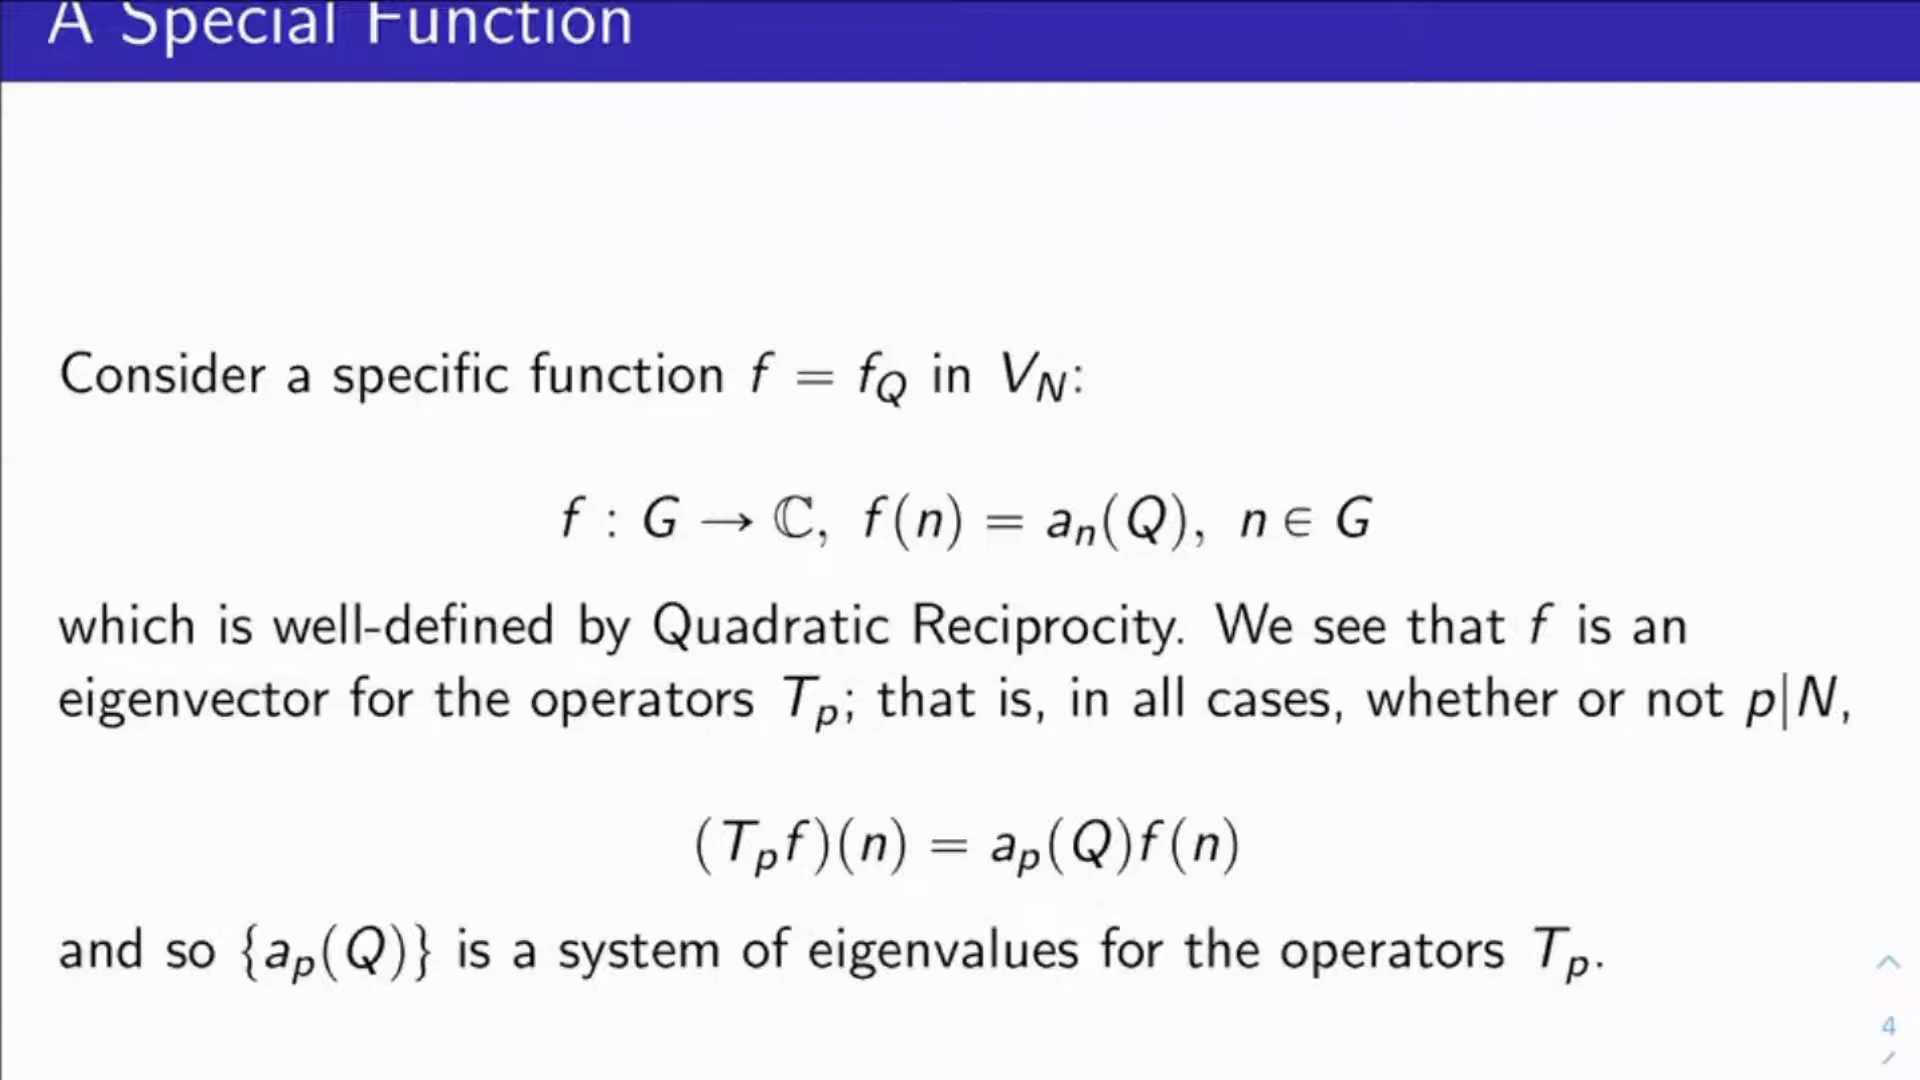 A Special Function
Consider a specific function f = f_Q in V_N:
f : G → ℂ, f(n) = a_n(Q), n ∈ G
which is well-defined by Quadratic Reciprocity. We see that f is an
eigenvector for the operators T_p; that is, in all cases, whether or not p|N,
(T_p f)(n) = a_p(Q)f(n)
and so {a_p(Q)} is a system of eigenvalues for the operators T_p.
4